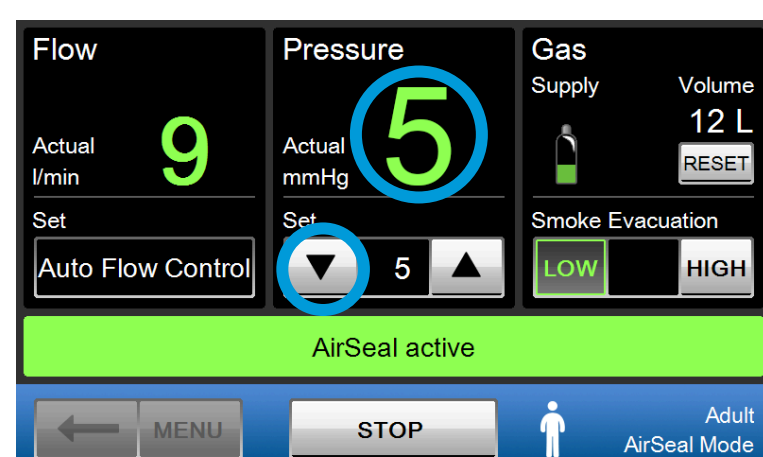 Flow
Actual
l/min
9
Set
Auto Flow Control
Pressure
Actual
mmHg
5
Set
5
Gas
Supply
Volume
12 L
RESET
Smoke Evacuation
LOW
HIGH
AirSeal active
MENU
STOP
Adult
AirSeal Mode